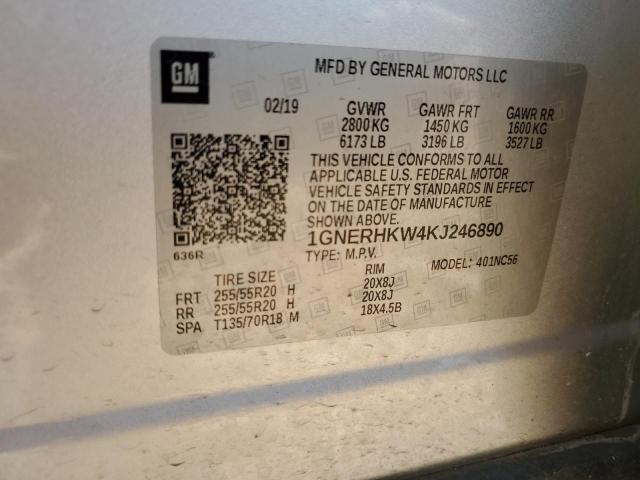 GM
MFD BY GENERAL MOTORS LLC
02/19 GVWR GAWR FRT GAWR RR
2800 KG 1450 KG 1600 KG
6173 LB 3196 LB 3527 LB
THIS VEHICLE CONFORMS TO ALL
APPLICABLE U.S. FEDERAL MOTOR
VEHICLE SAFETY STANDARDS IN EFFECT
ON THE DATE OF MANUFACTURE
SHOWN ABOVE.
1GNERHKW4KJ246890
636R TYPE: M.P.V. MODEL: 401NC56
TIRE SIZE RIM
FRT 255/55R20 H 20X8J
RR 255/55R20 H 20X8J
SPA T135/70R18 M 18X4.5B